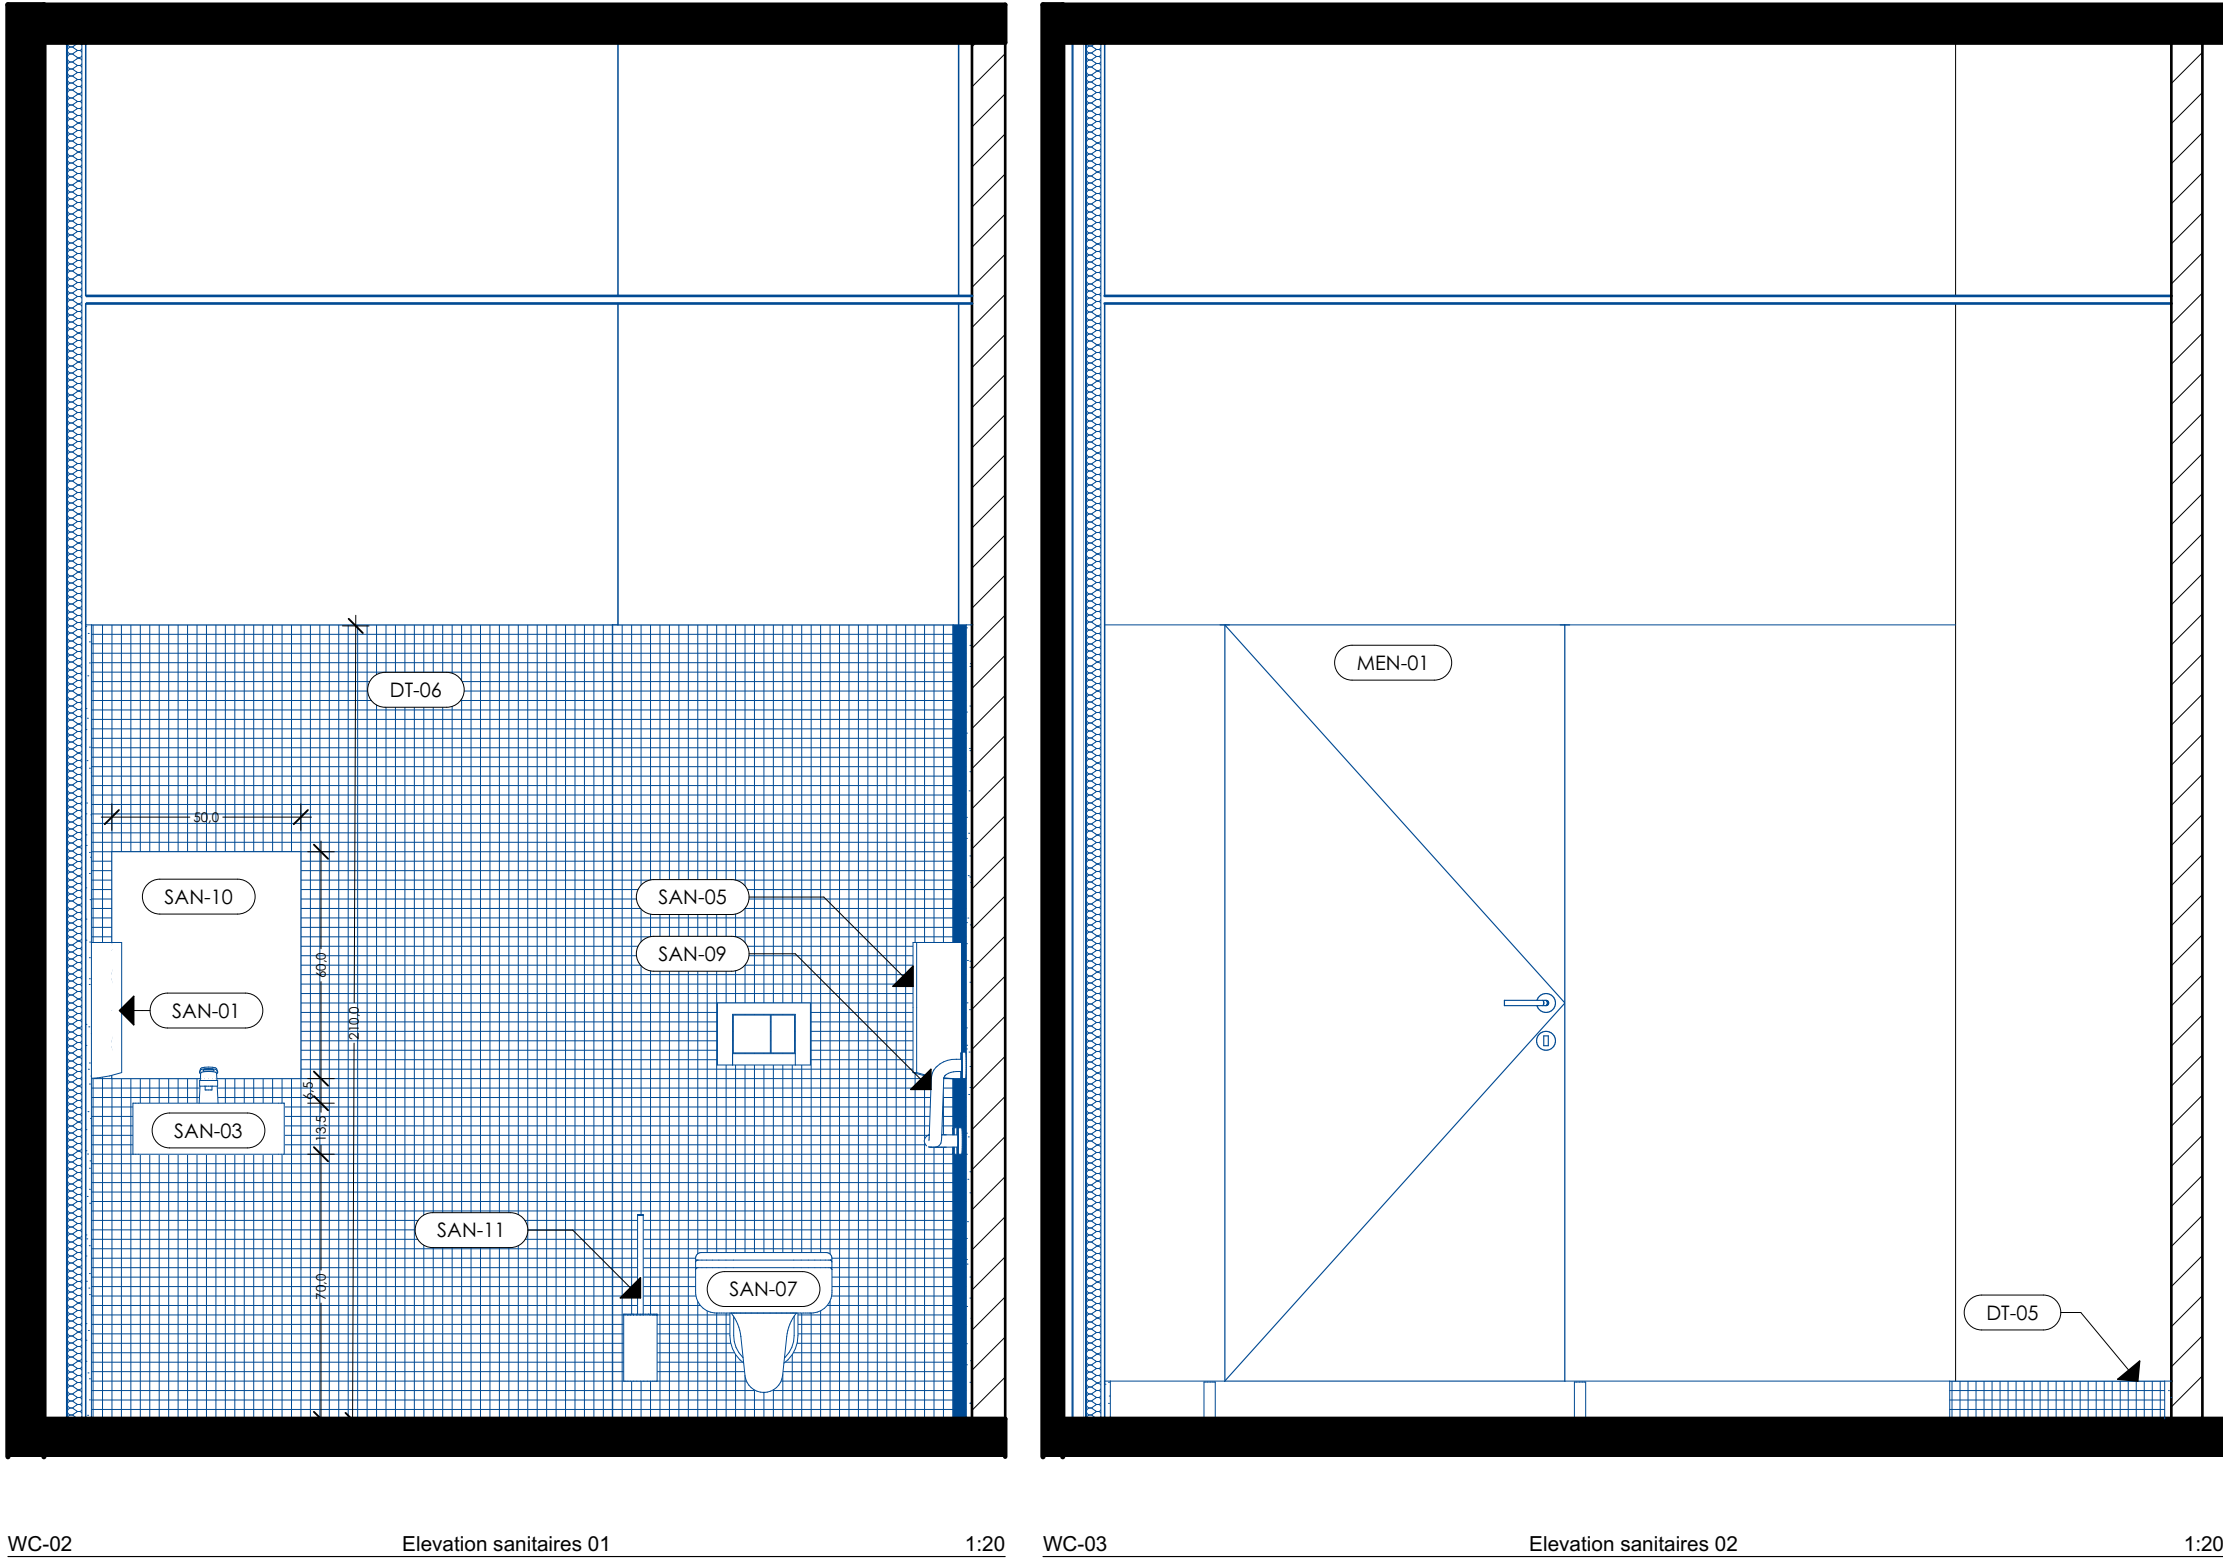 DT-06
50,0
SAN-10
SAN-05
SAN-09
60,0
SAN-01
210,0
6,5
13,5
SAN-03
SAN-11
70,0
SAN-07
WC-02 Elevation sanitaires 01 1:20
MEN-01
DT-05
WC-03 Elevation sanitaires 02 1:20